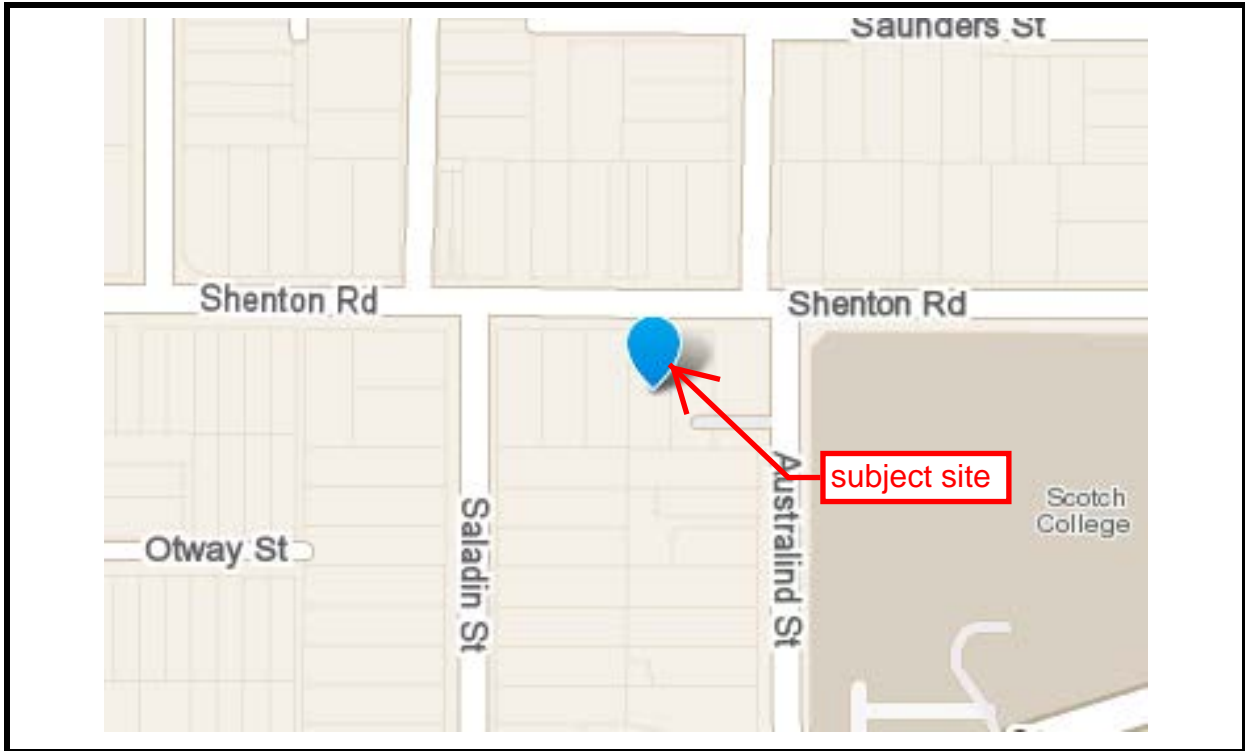 Saunders St
Shenton Rd
Shenton Rd
subject site
Scotch
College
Australind St
Saladin St
Otway St